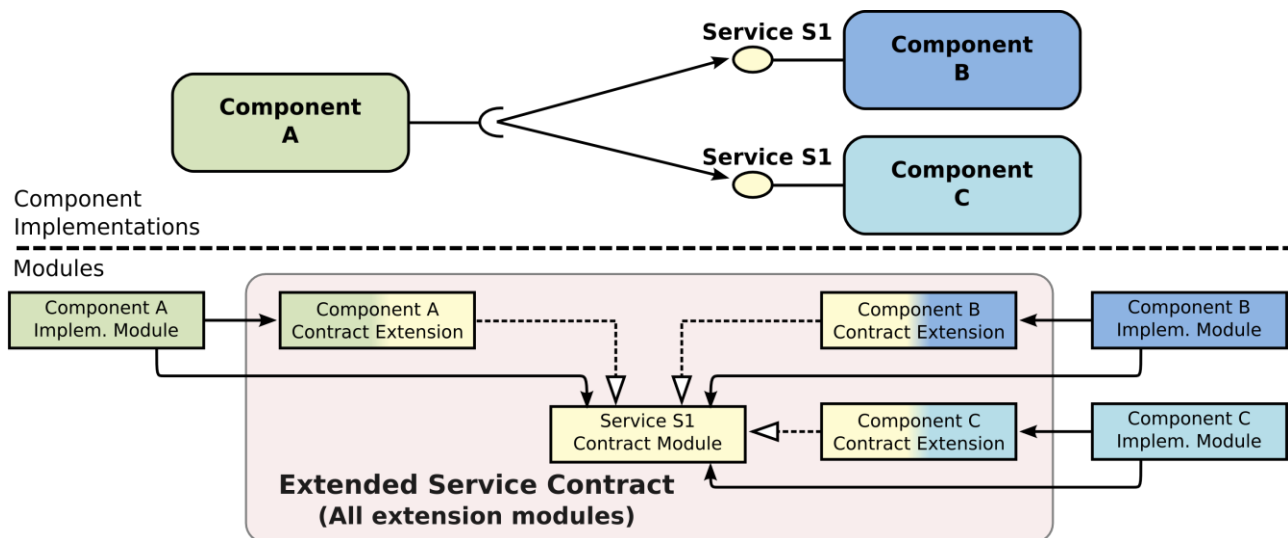 Service S1
Component
B
Component
A
Service S1
Component
C
Component
Implementations
Modules
Component A
Implem. Module
Component A
Contract Extension
Component B
Contract Extension
Component B
Implem. Module
Service S1
Contract Module
Component C
Contract Extension
Component C
Implem. Module
Extended Service Contract
(All extension modules)